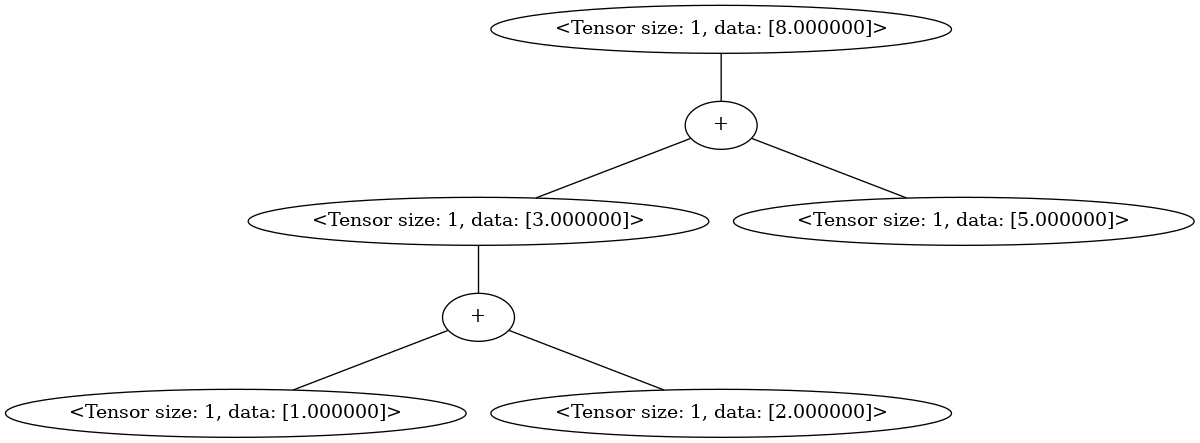 <Tensor size: 1, data: [8.000000]>
+
<Tensor size: 1, data: [3.000000]>
<Tensor size: 1, data: [5.000000]>
+
<Tensor size: 1, data: [1.000000]>
<Tensor size: 1, data: [2.000000]>